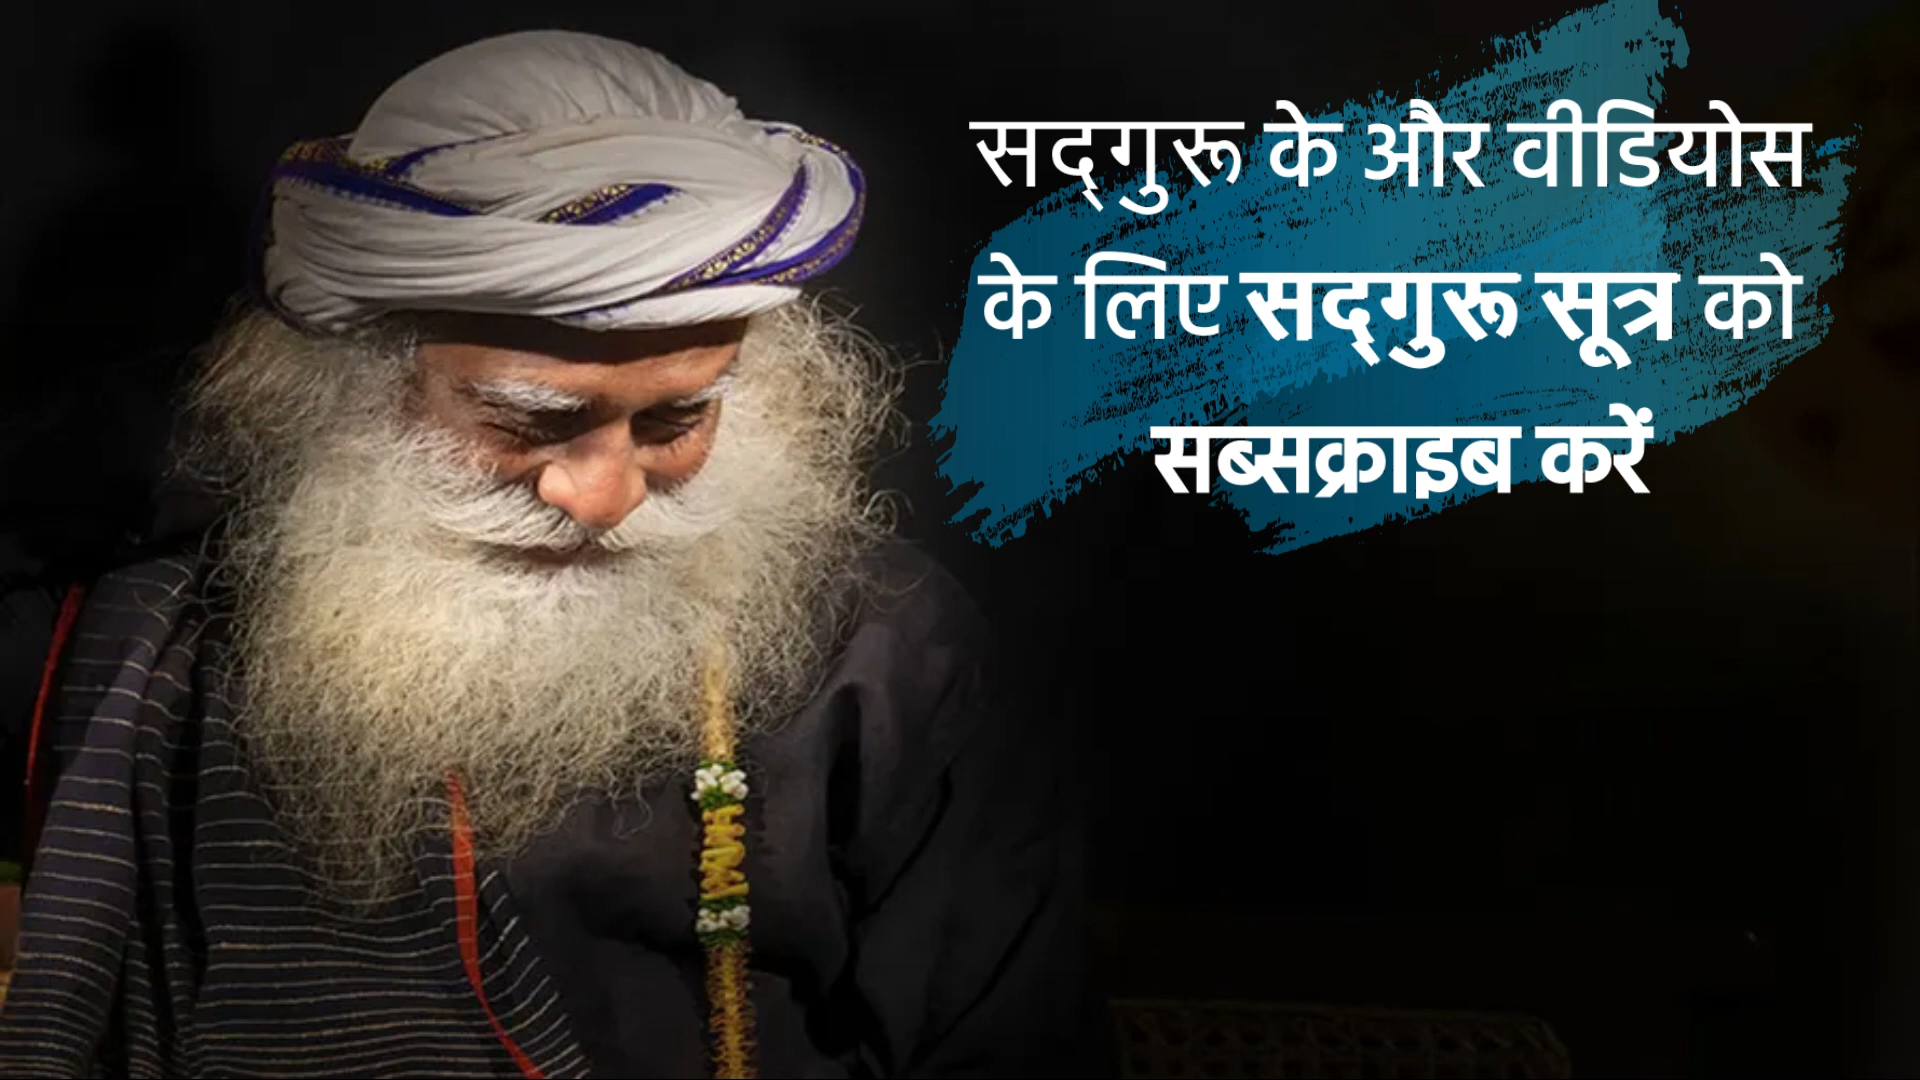 सद्गुरू के और वीडियोस
के लिए सद्गुरू सूत्र को
सब्सक्राइब करें